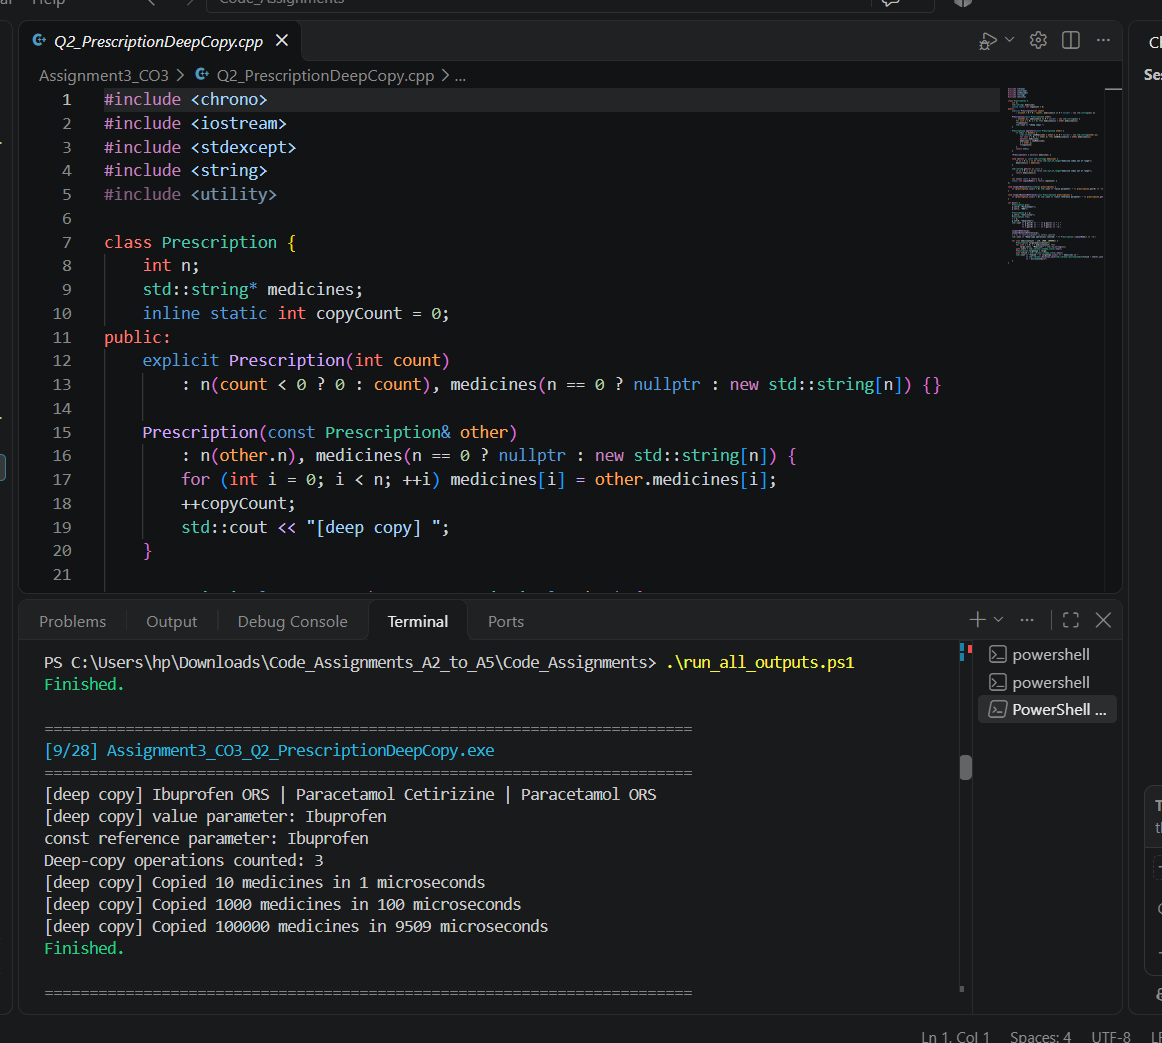 Help
Code_Assignments
Q2_PrescriptionDeepCopy.cpp
Assignment3_CO3 > Q2_PrescriptionDeepCopy.cpp > ...
1 #include <chrono>
2 #include <iostream>
3 #include <stdexcept>
4 #include <string>
5 #include <utility>
6
7 class Prescription {
8 int n;
9 std::string* medicines;
10 inline static int copyCount = 0;
11 public:
12 explicit Prescription(int count)
13 : n(count < 0 ? 0 : count), medicines(n == 0 ? nullptr : new std::string[n]) {}
14
15 Prescription(const Prescription& other)
16 : n(other.n), medicines(n == 0 ? nullptr : new std::string[n]) {
17 for (int i = 0; i < n; ++i) medicines[i] = other.medicines[i];
18 ++copyCount;
19 std::cout << "[deep copy] ";
20 }
21
Problems Output Debug Console Terminal Ports
PS C:\Users\hp\Downloads\Code_Assignments_A2_to_A5\Code_Assignments> .\run_all_outputs.ps1
Finished.
========================================================================
[9/28] Assignment3_CO3_Q2_PrescriptionDeepCopy.exe
========================================================================
[deep copy] Ibuprofen ORS | Paracetamol Cetirizine | Paracetamol ORS
[deep copy] value parameter: Ibuprofen
const reference parameter: Ibuprofen
Deep-copy operations counted: 3
[deep copy] Copied 10 medicines in 1 microseconds
[deep copy] Copied 1000 medicines in 100 microseconds
[deep copy] Copied 100000 medicines in 9509 microseconds
Finished.
========================================================================
powershell
powershell
PowerShell ...
Ln 1, Col 1 Spaces: 4 UTF-8